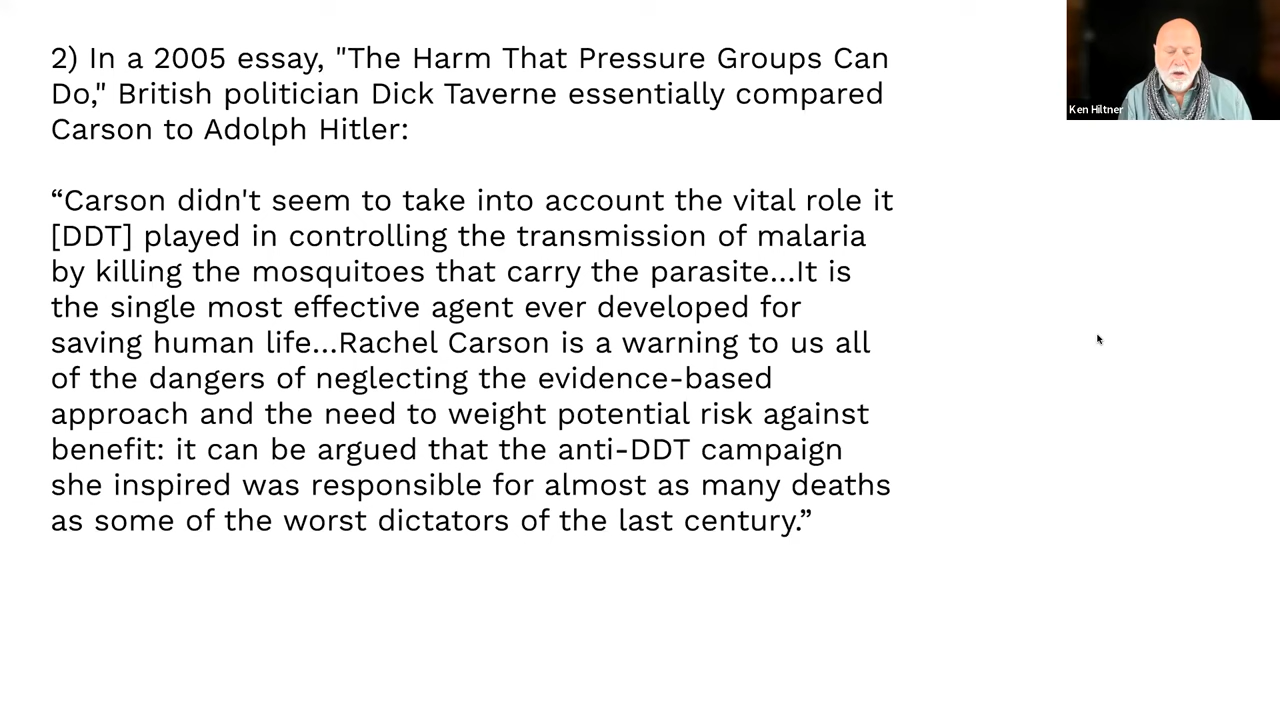 2) In a 2005 essay, "The Harm That Pressure Groups Can
Do," British politician Dick Taverne essentially compared
Carson to Adolph Hitler:
“Carson didn't seem to take into account the vital role it
[DDT] played in controlling the transmission of malaria
by killing the mosquitoes that carry the parasite...It is
the single most effective agent ever developed for
saving human life...Rachel Carson is a warning to us all
of the dangers of neglecting the evidence-based
approach and the need to weight potential risk against
benefit: it can be argued that the anti-DDT campaign
she inspired was responsible for almost as many deaths
as some of the worst dictators of the last century.”
Ken Hiltner